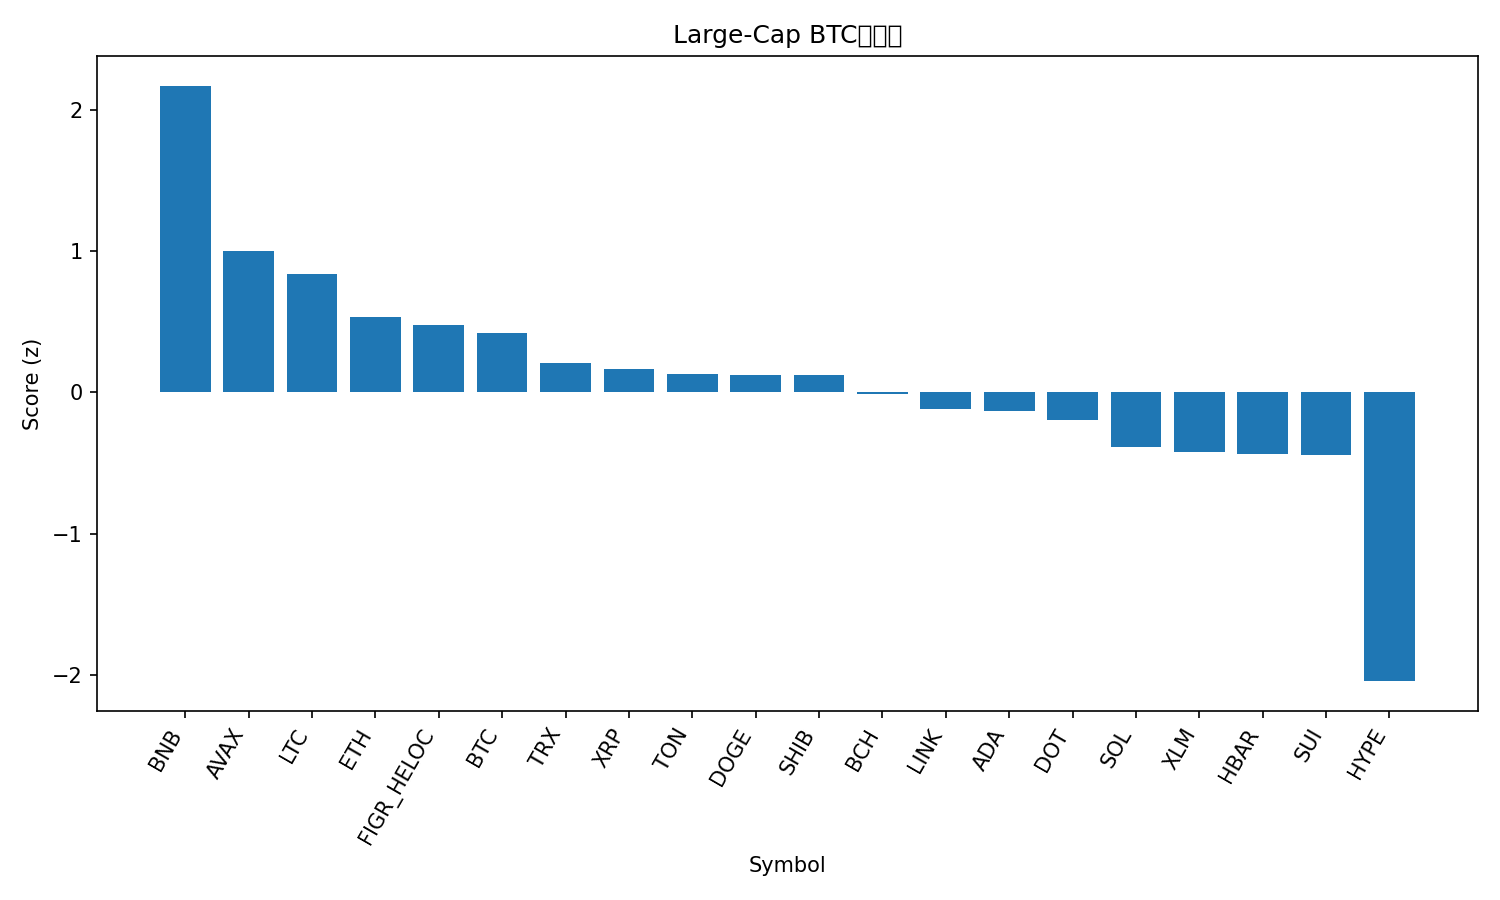 Large-Cap BTC
2
1
0
−1
−2
Score (z)
BNB
AVAX
LTC
ETH
FIGR_HELOC
BTC
TRX
XRP
TON
DOGE
SHIB
BCH
LINK
ADA
DOT
SOL
XLM
HBAR
SUI
HYPE
Symbol